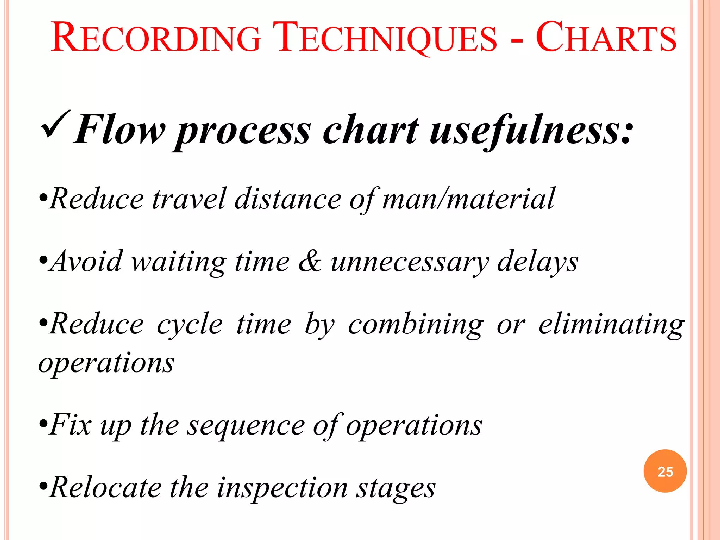 RECORDING TECHNIQUES - CHARTS
✓Flow process chart usefulness:
•Reduce travel distance of man/material
•Avoid waiting time & unnecessary delays
•Reduce cycle time by combining or eliminating
operations
•Fix up the sequence of operations
25
•Relocate the inspection stages